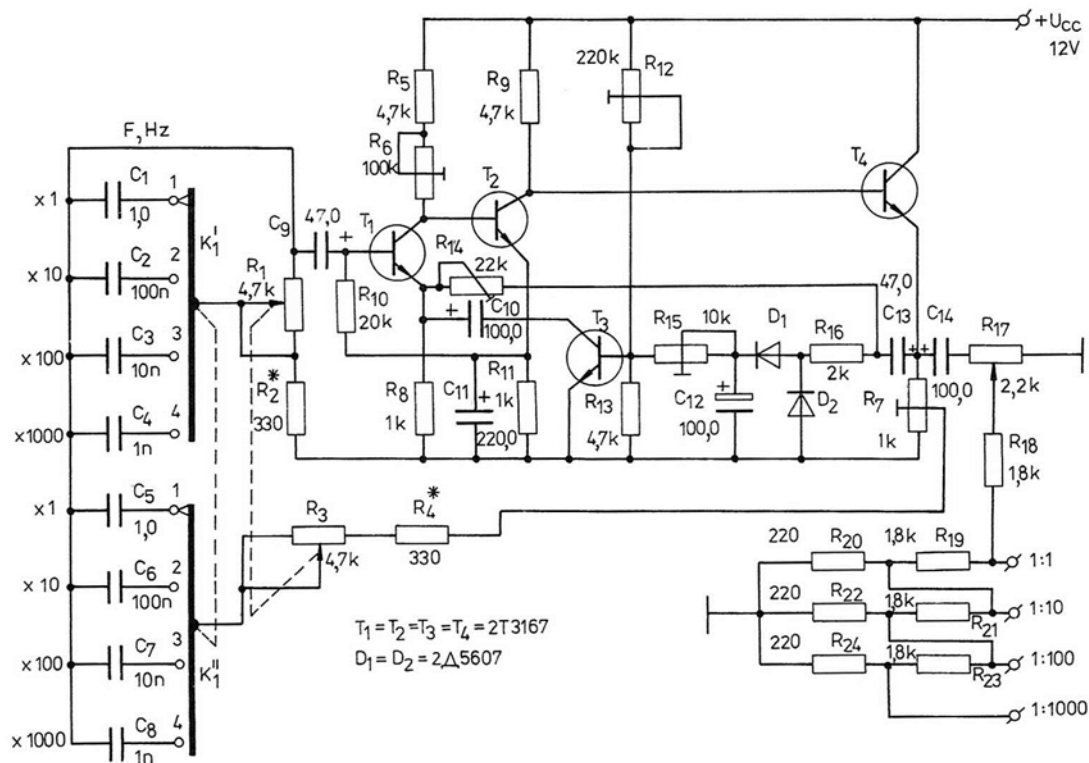 +UCC
12V
R5
4,7k
R9
4,7k
220k
R12
F,Hz
R6
100k
T2
T4
x1
C1
1
1,0
K1'
C9
47,0
+
T1
R14
22k
x10
C2
2
100n
R1
4,7k
R10
20k
+
C10
100,0
T3
R15
10k
D1
R16
2k
47,0
C13
C14
+
+
100,0
R17
2,2k
x100
C3
3
10n
R2*
330
R8
1k
C11
+
220,0
R11
1k
R13
4,7k
C12
+
100,0
D2
R7
1k
R18
1,8k
x1000
C4
4
1n
x1
C5
1
1,0
R3
4,7k
R4*
330
x10
C6
2
100n
220
R20
1,8k
R19
1:1
220
R22
1,8k
R21
1:10
x100
C7
3
10n
K1''
T1=T2=T3=T4=2T3167
D1=D2=2Д5607
220
R24
1,8k
R23
1:100
1:1000
x1000
C8
4
1n